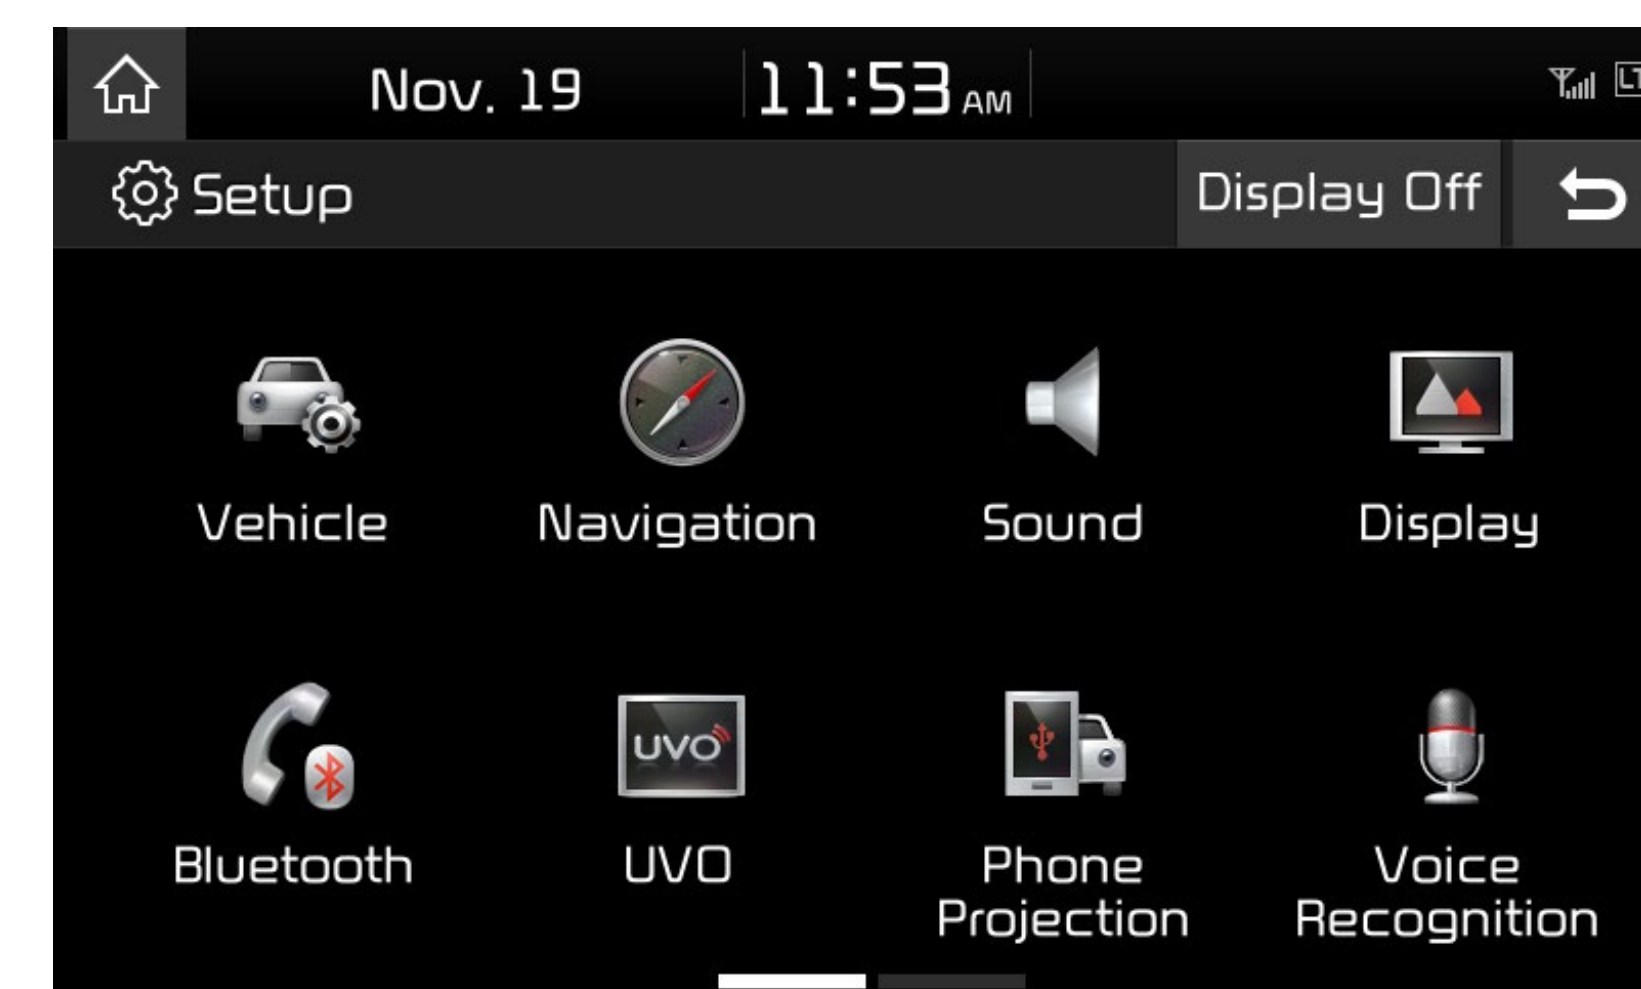 Nov. 19 11:53 AM
Setup Display Off
Vehicle Navigation Sound Display
UVO
Bluetooth UVO Phone Projection Voice Recognition